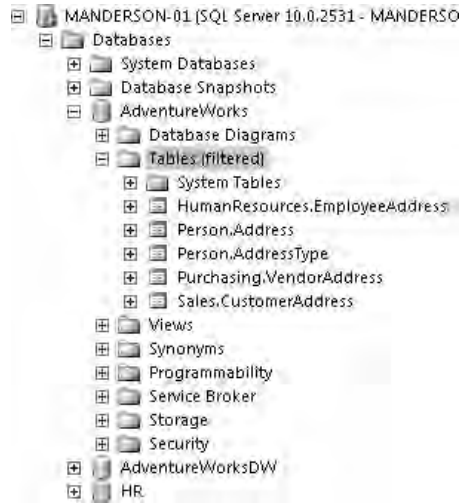 MANDERSON-01 (SQL Server 10.0.2531 - MANDERSO
Databases
System Databases
Database Snapshots
AdventureWorks
Database Diagrams
Tables (filtered)
System Tables
HumanResources.EmployeeAddress
Person.Address
Person.AddressType
Purchasing.VendorAddress
Sales.CustomerAddress
Views
Synonyms
Programmability
Service Broker
Storage
Security
AdventureWorksDW
HR